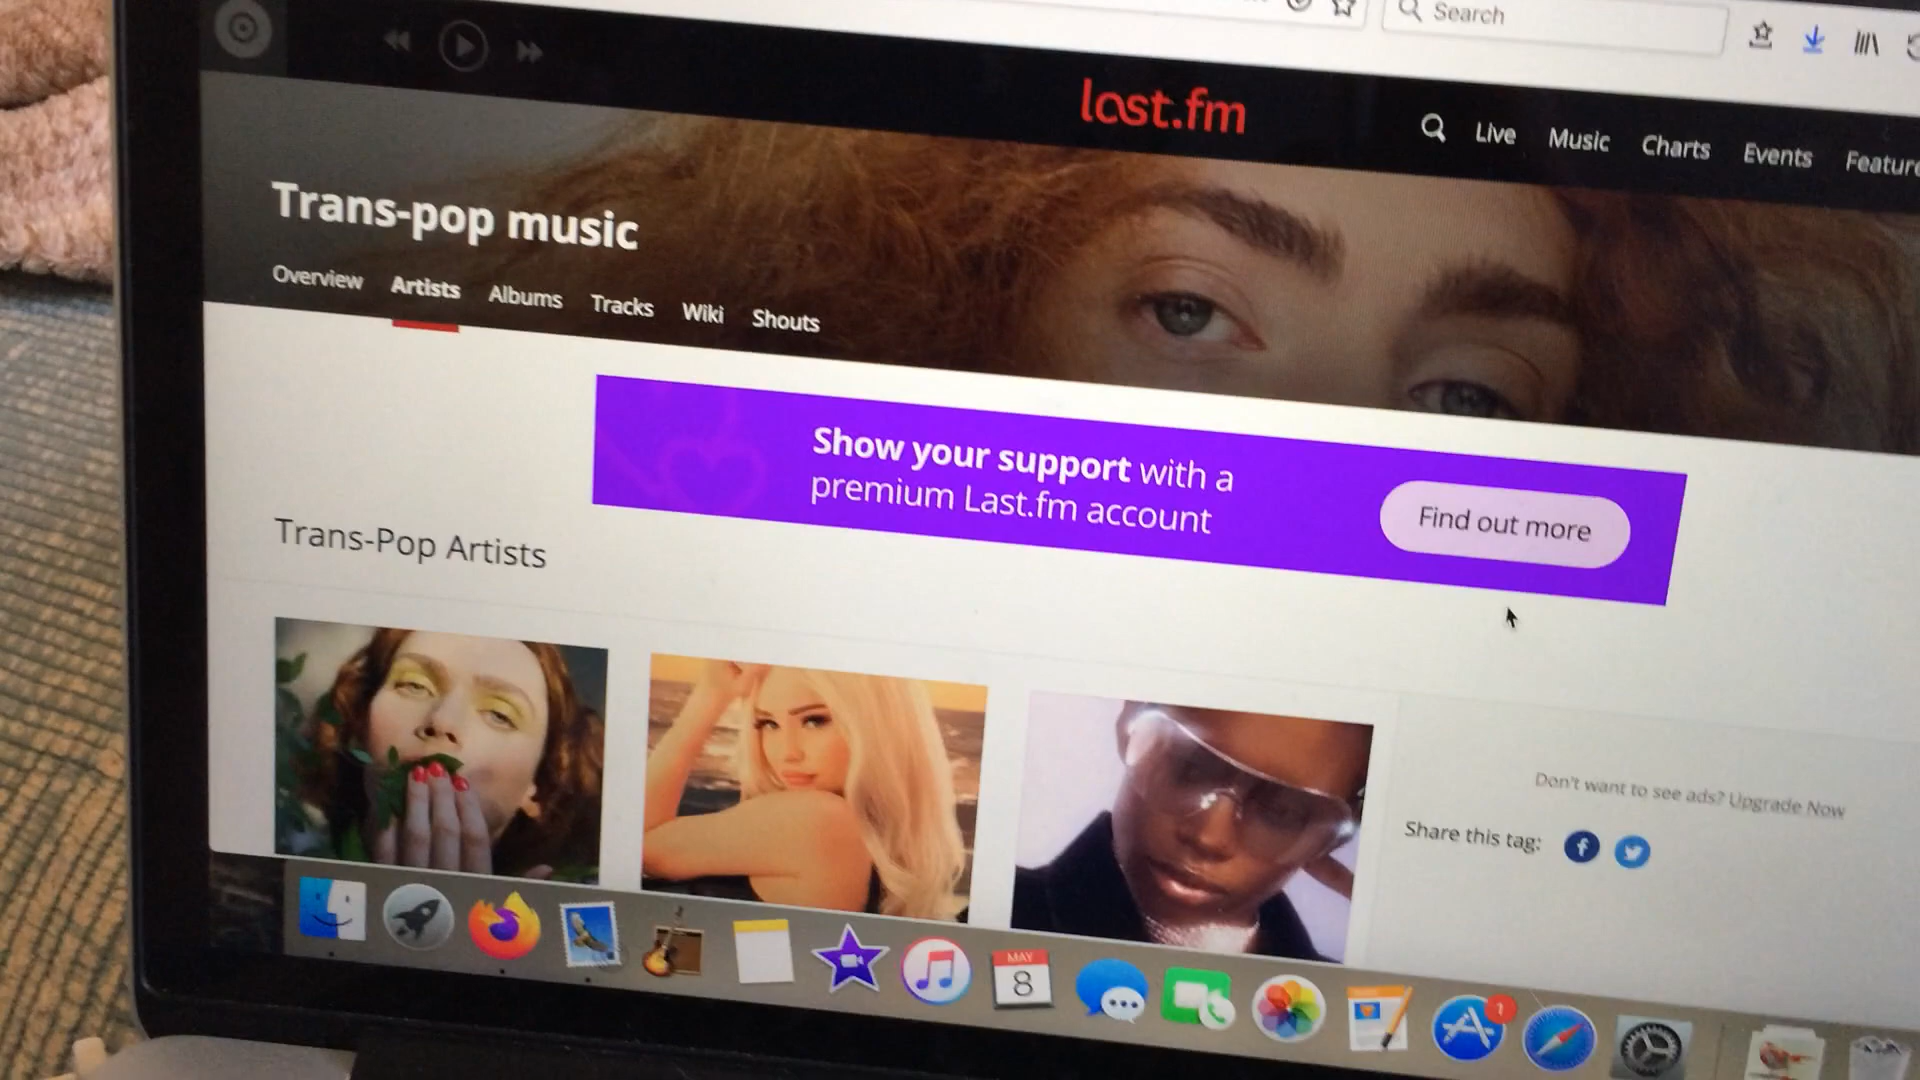 Search
last.fm
Live Music Charts Events Feature
Trans-pop music
Overview Artists Albums Tracks Wiki Shouts
Show your support with a
premium Last.fm account
Find out more
Trans-Pop Artists
Don't want to see ads? Upgrade Now
Share this tag:
MAY
8
1